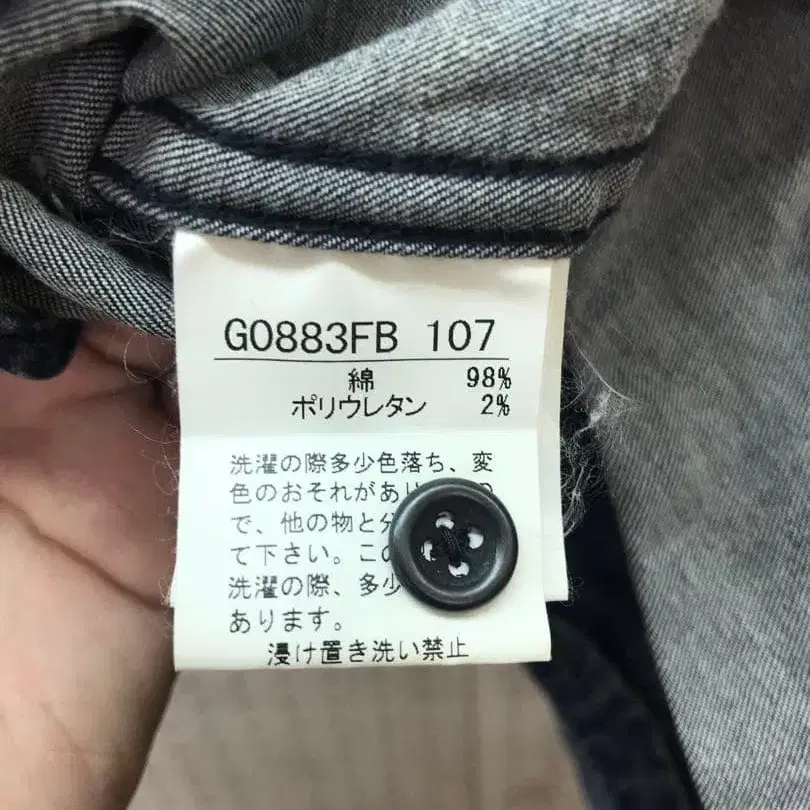 G0883FB 107
綿 98%
ポリウレタン 2%
洗濯の際多少色落ち、変
色のおそれがあり
で、他の物と分
て下さい。この
洗濯の際、多少
あります。
浸け置き洗い禁止